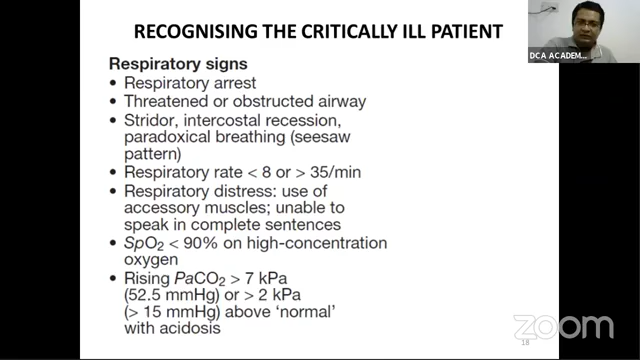 RECOGNISING THE CRITICALLY ILL PATIENT
Respiratory signs
• Respiratory arrest
• Threatened or obstructed airway
• Stridor, intercostal recession,
paradoxical breathing (seesaw
pattern)
• Respiratory rate < 8 or > 35/min
• Respiratory distress: use of
accessory muscles; unable to
speak in complete sentences
• SpO₂ < 90% on high-concentration
oxygen
• Rising PaCO₂ > 7 kPa
(52.5 mmHg) or > 2 kPa
(> 15 mmHg) above ‘normal’
with acidosis
DCA ACADEM...
zoom
18